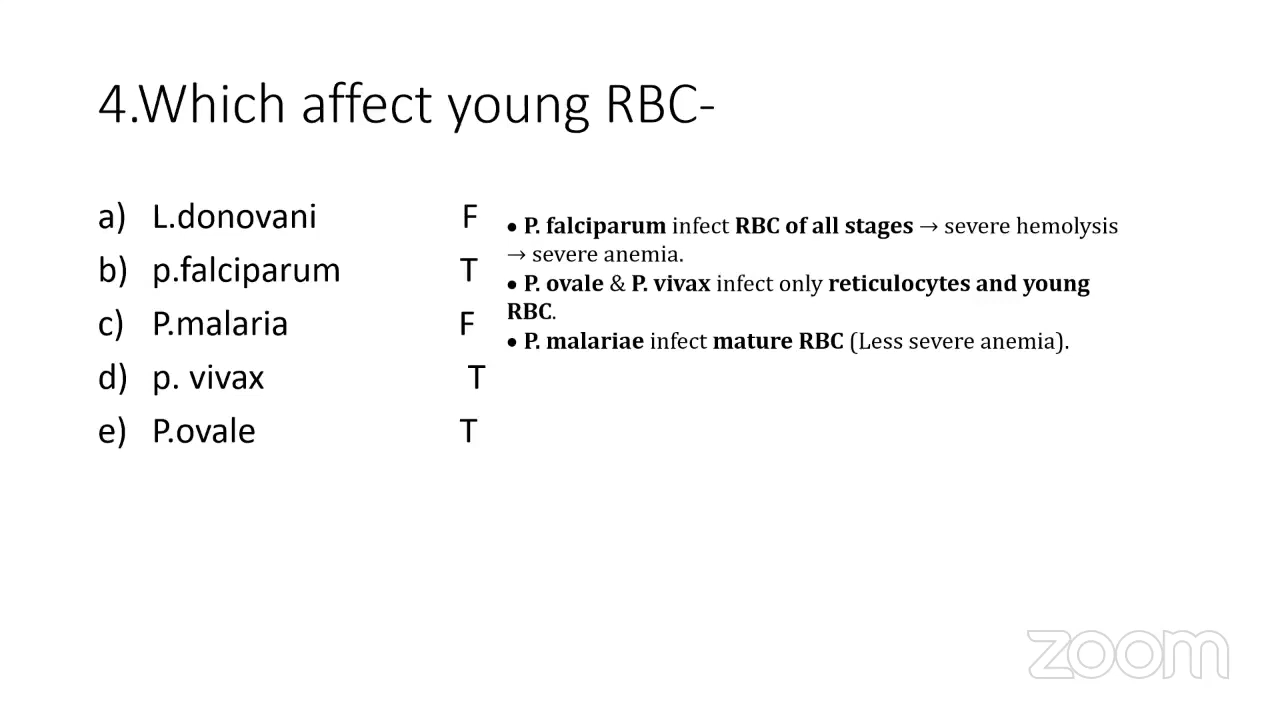 4.Which affect young RBC-
a) L.donovani F
b) p.falciparum T
c) P.malaria F
d) p. vivax T
e) P.ovale T
• P. falciparum infect RBC of all stages → severe hemolysis
→ severe anemia.
• P. ovale & P. vivax infect only reticulocytes and young
RBC.
• P. malariae infect mature RBC (Less severe anemia).
zoom